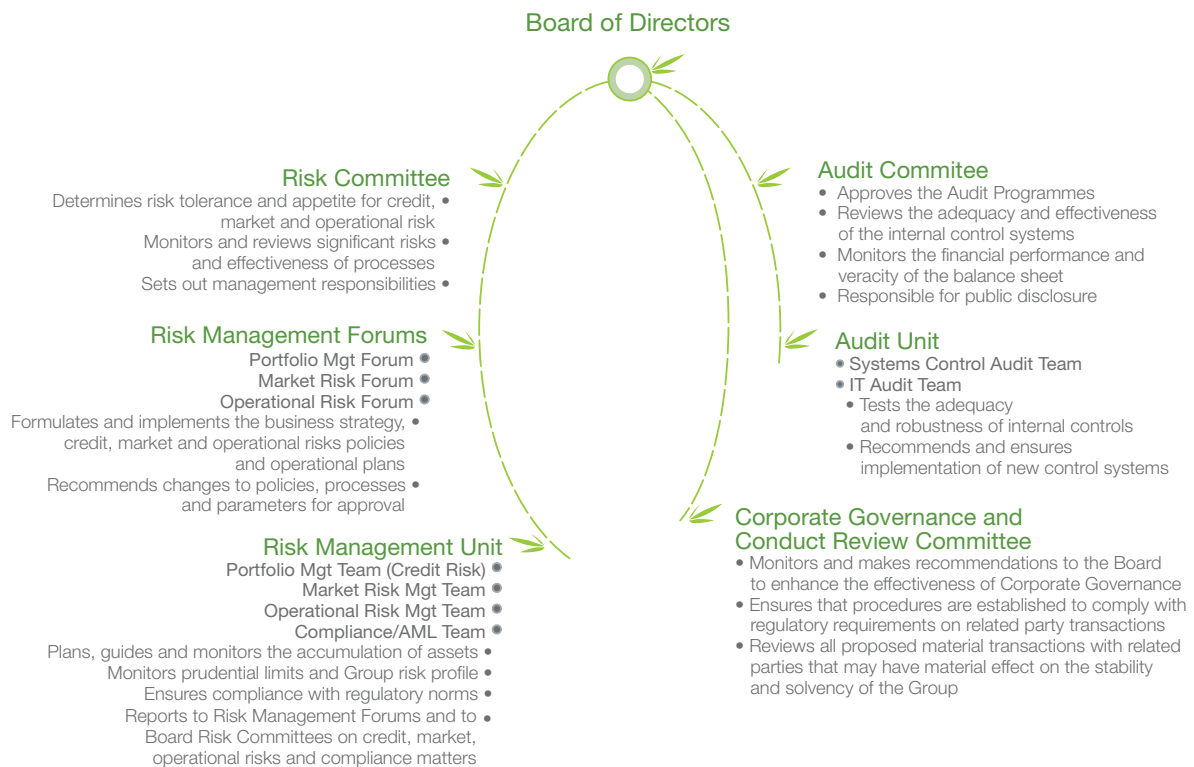 Board of Directors
Risk Committee
Determines risk tolerance and appetite for credit, •
market and operational risk
Monitors and reviews significant risks •
and effectiveness of processes
Sets out management responsibilities •
Risk Management Forums
Portfolio Mgt Forum •
Market Risk Forum •
Operational Risk Forum •
Formulates and implements the business strategy, •
credit, market and operational risks policies
and operational plans
Recommends changes to policies, processes •
and parameters for approval
Risk Management Unit
Portfolio Mgt Team (Credit Risk) •
Market Risk Mgt Team •
Operational Risk Mgt Team •
Compliance/AML Team •
Plans, guides and monitors the accumulation of assets •
Monitors prudential limits and Group risk profile •
Ensures compliance with regulatory norms •
Reports to Risk Management Forums and to •
Board Risk Committees on credit, market,
operational risks and compliance matters
Audit Commitee
• Approves the Audit Programmes
• Reviews the adequacy and effectiveness
of the internal control systems
• Monitors the financial performance and
veracity of the balance sheet
• Responsible for public disclosure
Audit Unit
• Systems Control Audit Team
• IT Audit Team
• Tests the adequacy
and robustness of internal controls
• Recommends and ensures
implementation of new control systems
Corporate Governance and
Conduct Review Committee
• Monitors and makes recommendations to the Board
to enhance the effectiveness of Corporate Governance
• Ensures that procedures are established to comply with
regulatory requirements on related party transactions
• Reviews all proposed material transactions with related
parties that may have material effect on the stability
and solvency of the Group